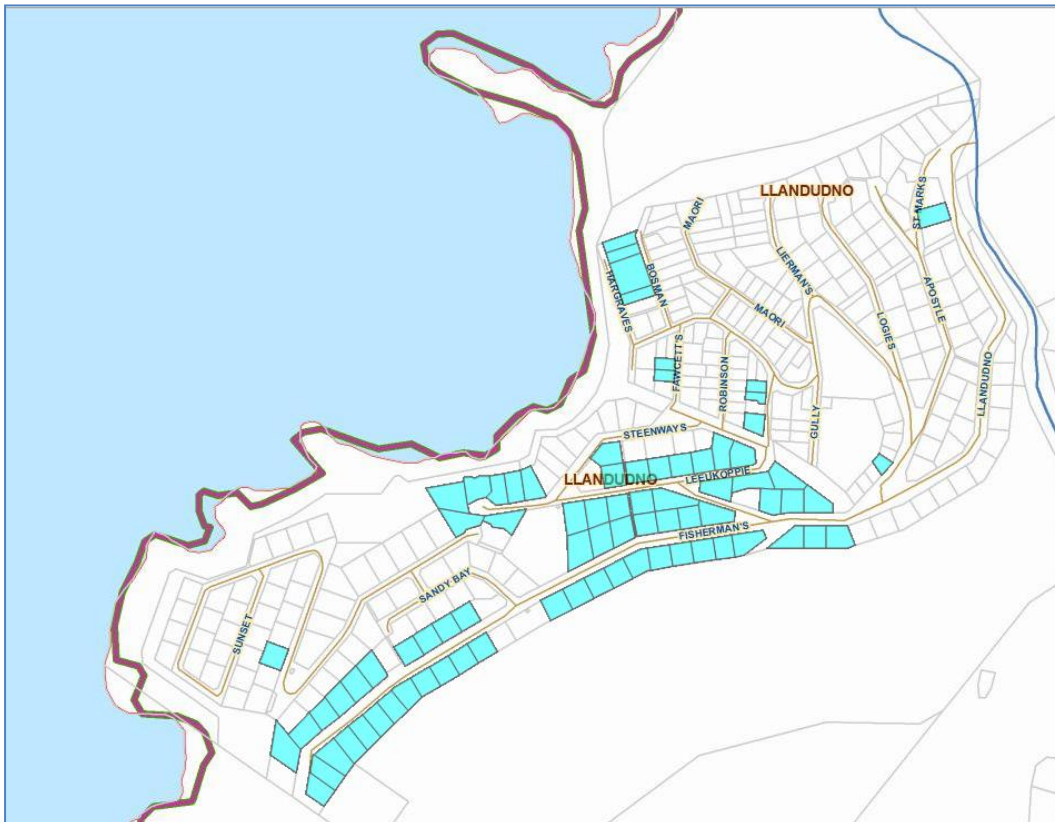 LLANDUDNO
ST MARKS
MAORI
BOSMAN
HARGRAVES
LIERMAN'S
MAORI
LOGIES
APOSTLE
LLANDUDNO
FAWCETT'S
ROBINSON
GULLY
STEENWAYS
LEEUKOPPIE
LLANDUDNO
FISHERMAN'S
SANDY BAY
SUNSET